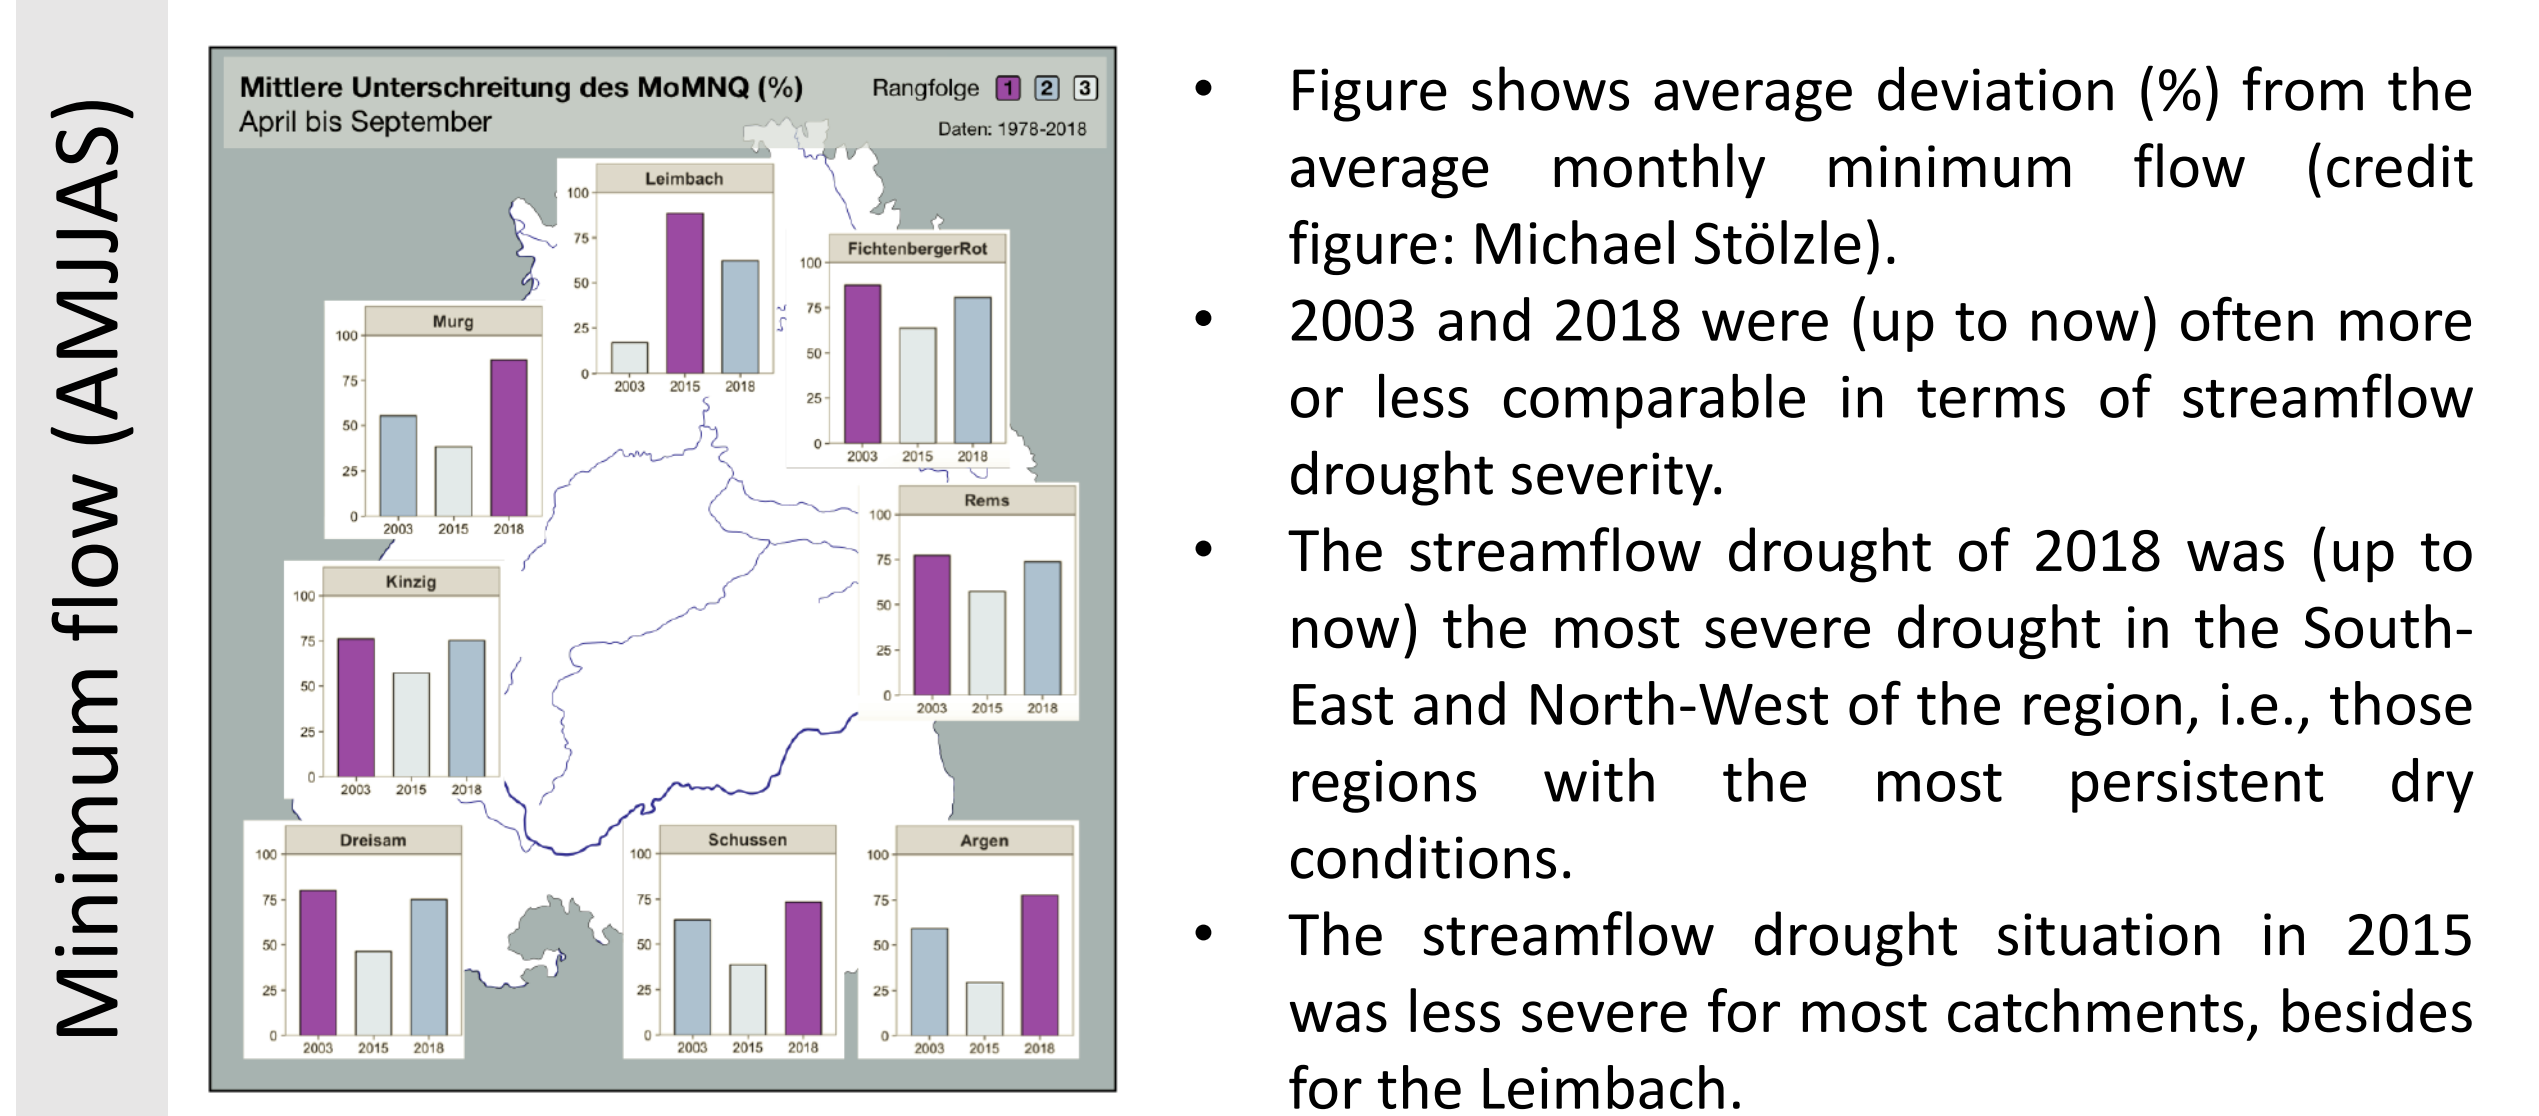 Minimum flow (AMJJAS)
Mittlere Unterschreitung des MoMNQ (%)
April bis September
Rangfolge 1 2 3
Daten: 1978-2018
Leimbach
100
75
50
25
0
2003 2015 2018
FichtenbergerRot
100
75
50
25
0
2003 2015 2018
Murg
100
75
50
25
0
2003 2015 2018
Rems
100
75
50
25
0
2003 2015 2018
Kinzig
100
75
50
25
0
2003 2015 2018
Dreisam
100
75
50
25
0
2003 2015 2018
Schussen
100
75
50
25
0
2003 2015 2018
Argen
100
75
50
25
0
2003 2015 2018
• Figure shows average deviation (%) from the
average monthly minimum flow (credit
figure: Michael Stölzle).
• 2003 and 2018 were (up to now) often more
or less comparable in terms of streamflow
drought severity.
• The streamflow drought of 2018 was (up to
now) the most severe drought in the South-
East and North-West of the region, i.e., those
regions with the most persistent dry
conditions.
• The streamflow drought situation in 2015
was less severe for most catchments, besides
for the Leimbach.